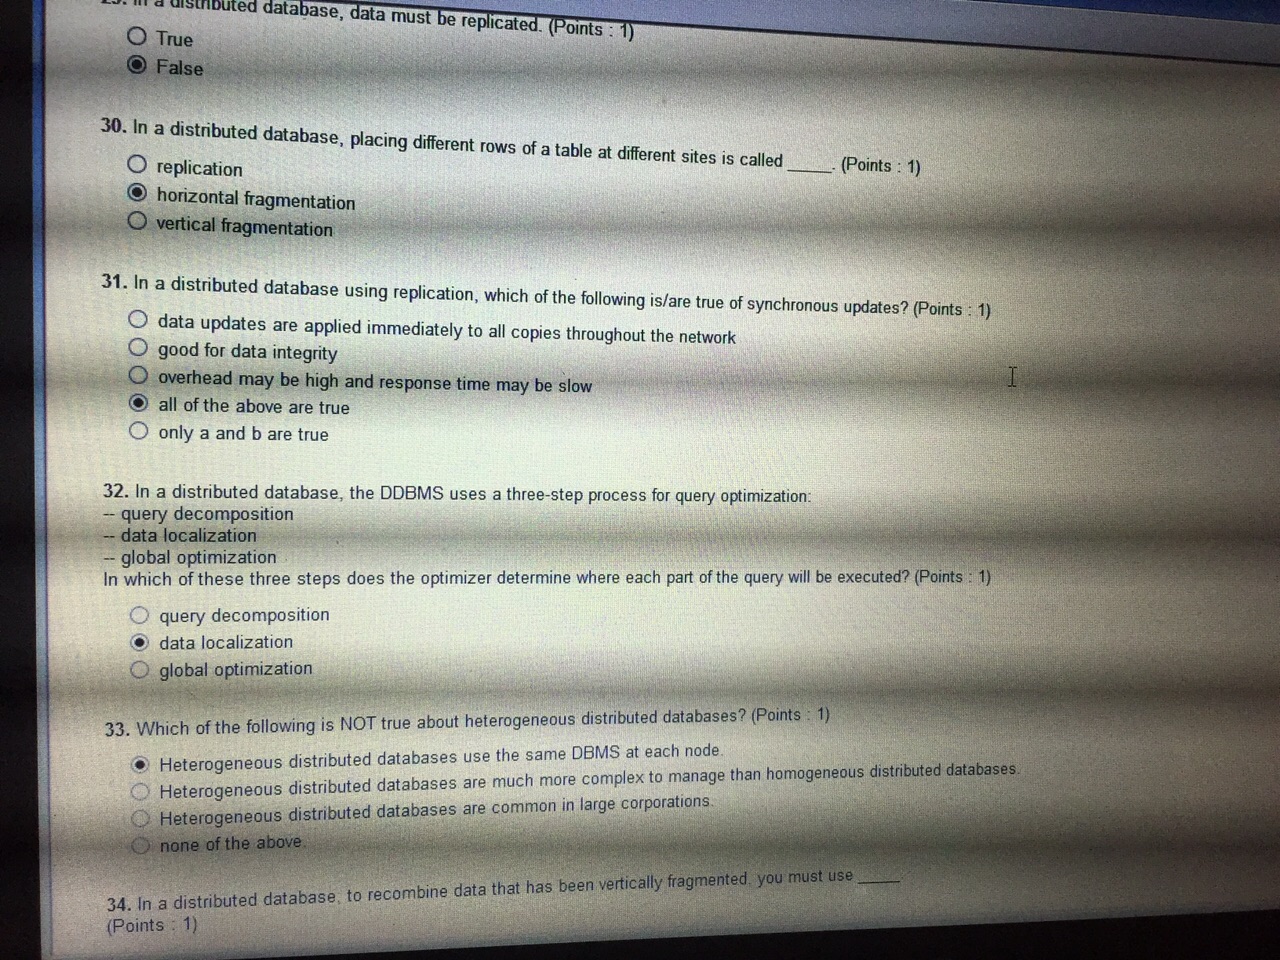 in a distributed database, data must be replicated. (Points : 1)
True
False
30. In a distributed database, placing different rows of a table at different sites is called _____. (Points : 1)
replication
horizontal fragmentation
vertical fragmentation
31. In a distributed database using replication, which of the following is/are true of synchronous updates? (Points : 1)
data updates are applied immediately to all copies throughout the network
good for data integrity
overhead may be high and response time may be slow
all of the above are true
only a and b are true
32. In a distributed database, the DDBMS uses a three-step process for query optimization:
-- query decomposition
-- data localization
-- global optimization
In which of these three steps does the optimizer determine where each part of the query will be executed? (Points : 1)
query decomposition
data localization
global optimization
33. Which of the following is NOT true about heterogeneous distributed databases? (Points : 1)
Heterogeneous distributed databases use the same DBMS at each node.
Heterogeneous distributed databases are much more complex to manage than homogeneous distributed databases.
Heterogeneous distributed databases are common in large corporations.
none of the above.
34. In a distributed database, to recombine data that has been vertically fragmented, you must use _____
(Points : 1)